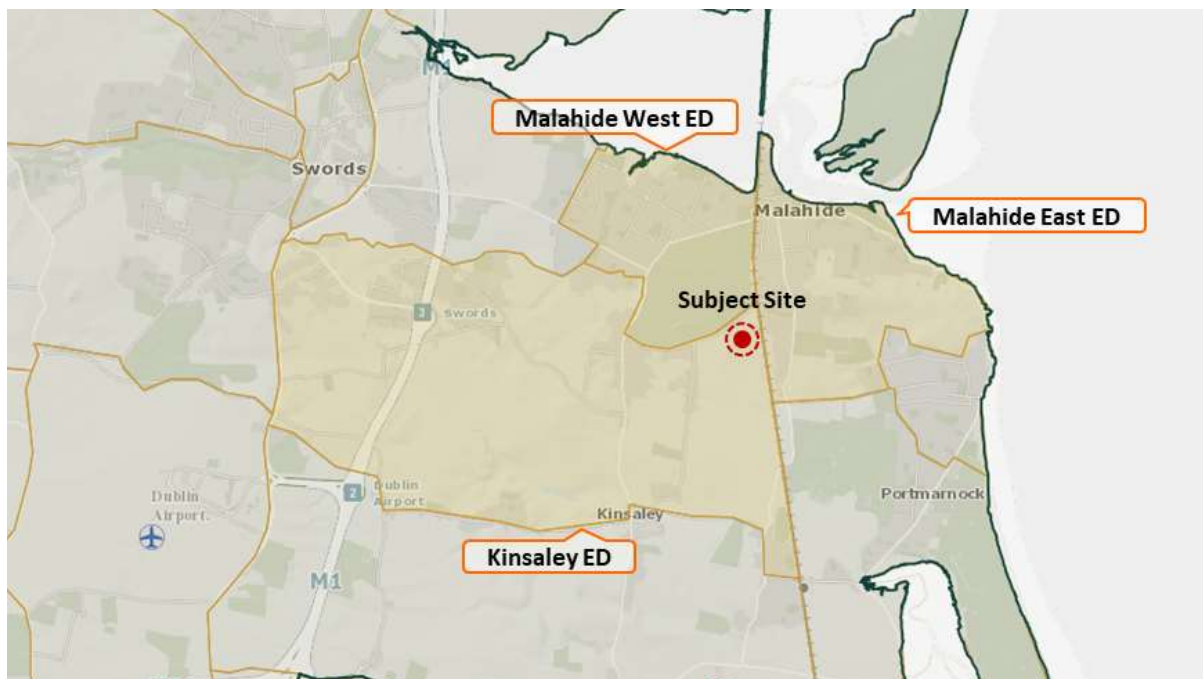 M1
Malahide West ED
Swords
Malahide
Malahide East ED
Subject Site
3
Swords
2
Dublin
Airport
Dublin
Airport.
Kinsaley
Portmarnock
Kinsaley ED
M1